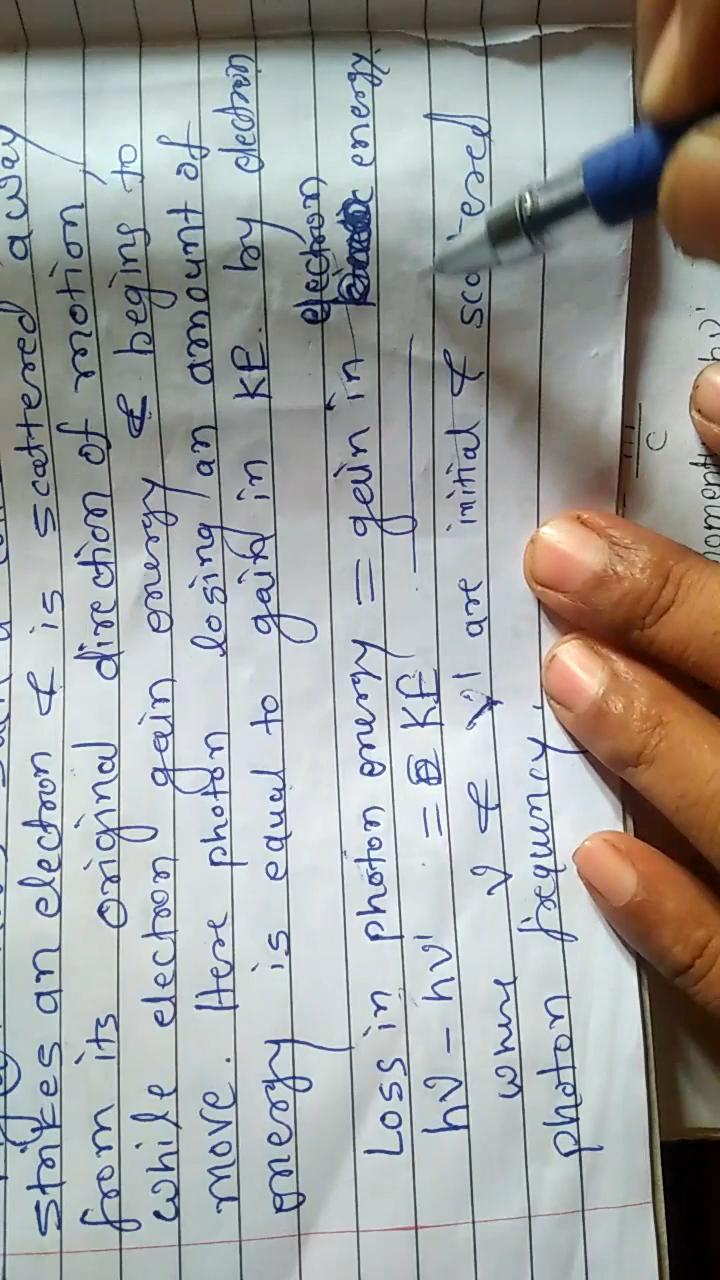 strikes an electron & is scattered away
from its original direction of motion,
while electron gain energy & begins to
move. Here photon losing an amount of
energy is equal to gain in KE. by electron
electron
Loss in photon energy = gain in energy.
hν - hν' = KE
where ν & ν' are initial & scattered
photon frequency.
C
hν'